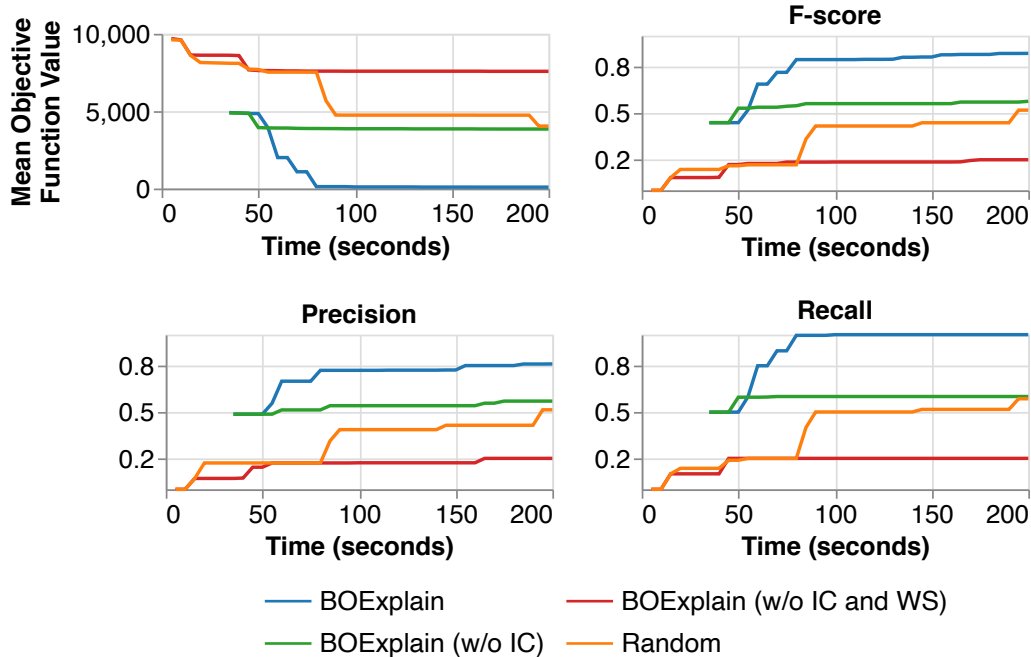 Mean Objective
Function Value
10,000
5,000
0
0 50 100 150 200
Time (seconds)
F-score
0.8
0.5
0.2
0 50 100 150 200
Time (seconds)
Precision
0.8
0.5
0.2
0 50 100 150 200
Time (seconds)
Recall
0.8
0.5
0.2
0 50 100 150 200
Time (seconds)
BOExplain
BOExplain (w/o IC and WS)
BOExplain (w/o IC)
Random